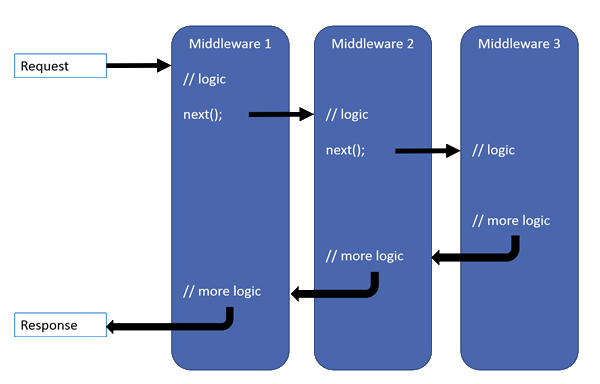 Middleware 1
Middleware 2
Middleware 3
Request
// logic
next();
// logic
next();
// logic
// more logic
// more logic
// more logic
Response